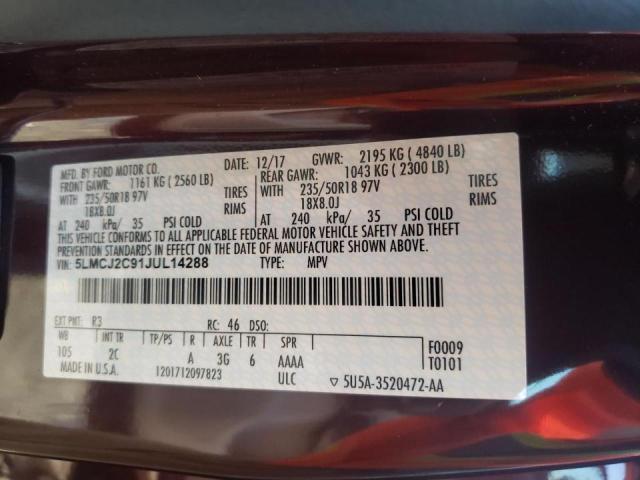 MFD. BY FORD MOTOR CO.
DATE: 12/17 GVWR: 2195 KG ( 4840 LB)
FRONT GAWR: 1161 KG ( 2560 LB) REAR GAWR: 1043 KG ( 2300 LB)
WITH 235/50R18 97V TIRES WITH 235/50R18 97V TIRES
18X8.0J RIMS 18X8.0J RIMS
AT 240 kPa/ 35 PSI COLD AT 240 kPa/ 35 PSI COLD
THIS VEHICLE CONFORMS TO ALL APPLICABLE FEDERAL MOTOR VEHICLE SAFETY AND THEFT
PREVENTION STANDARDS IN EFFECT ON THE DATE OF MANUFACTURE SHOWN ABOVE.
VIN: 5LMCJ2C91JUL14288 TYPE: MPV
EXT PNT: R3 RC: 46 DSO:
WB INT TR TP/PS R AXLE TR SPR
105 2C A 3G 6 AAAA
F0009
T0101
MADE IN U.S.A. 1201712097823 ULC ▽ 5U5A-3520472-AA